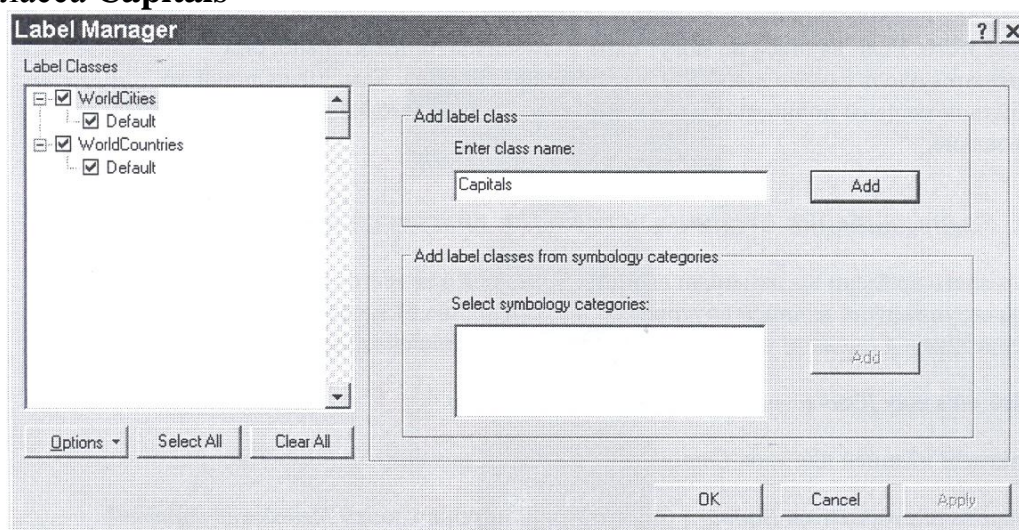 Capitals
Label Manager
Label Classes
WorldCities
Default
WorldCountries
Default
Add label class
Enter class name:
Capitals
Add
Add label classes from symbology categories
Select symbology categories:
Add
Options
Select All
Clear All
OK
Cancel
Apply